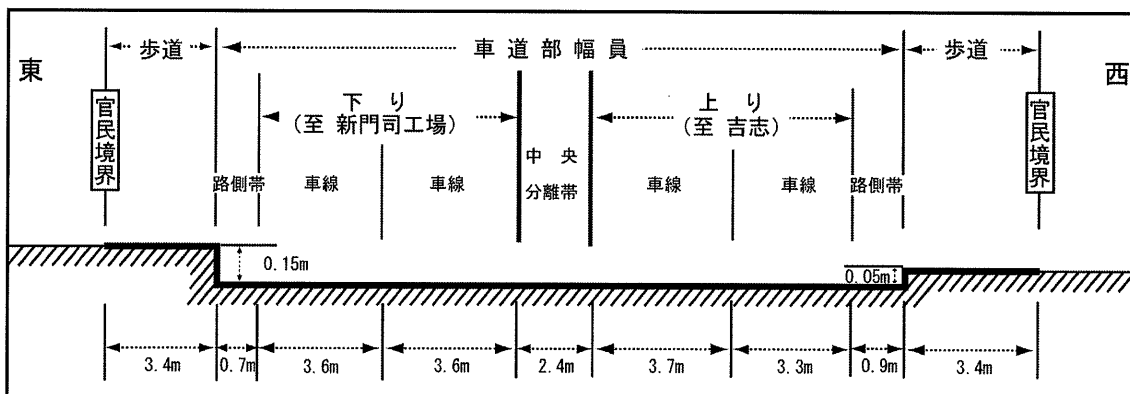 歩道
車道部幅員
歩道
東
西
官民境界
下り
(至 新門司工場)
上り
(至 吉志)
官民境界
中央
分離帯
路側帯
車線
車線
車線
車線
路側帯
0.15m
0.05m
3.4m
0.7m
3.6m
3.6m
2.4m
3.7m
3.3m
0.9m
3.4m